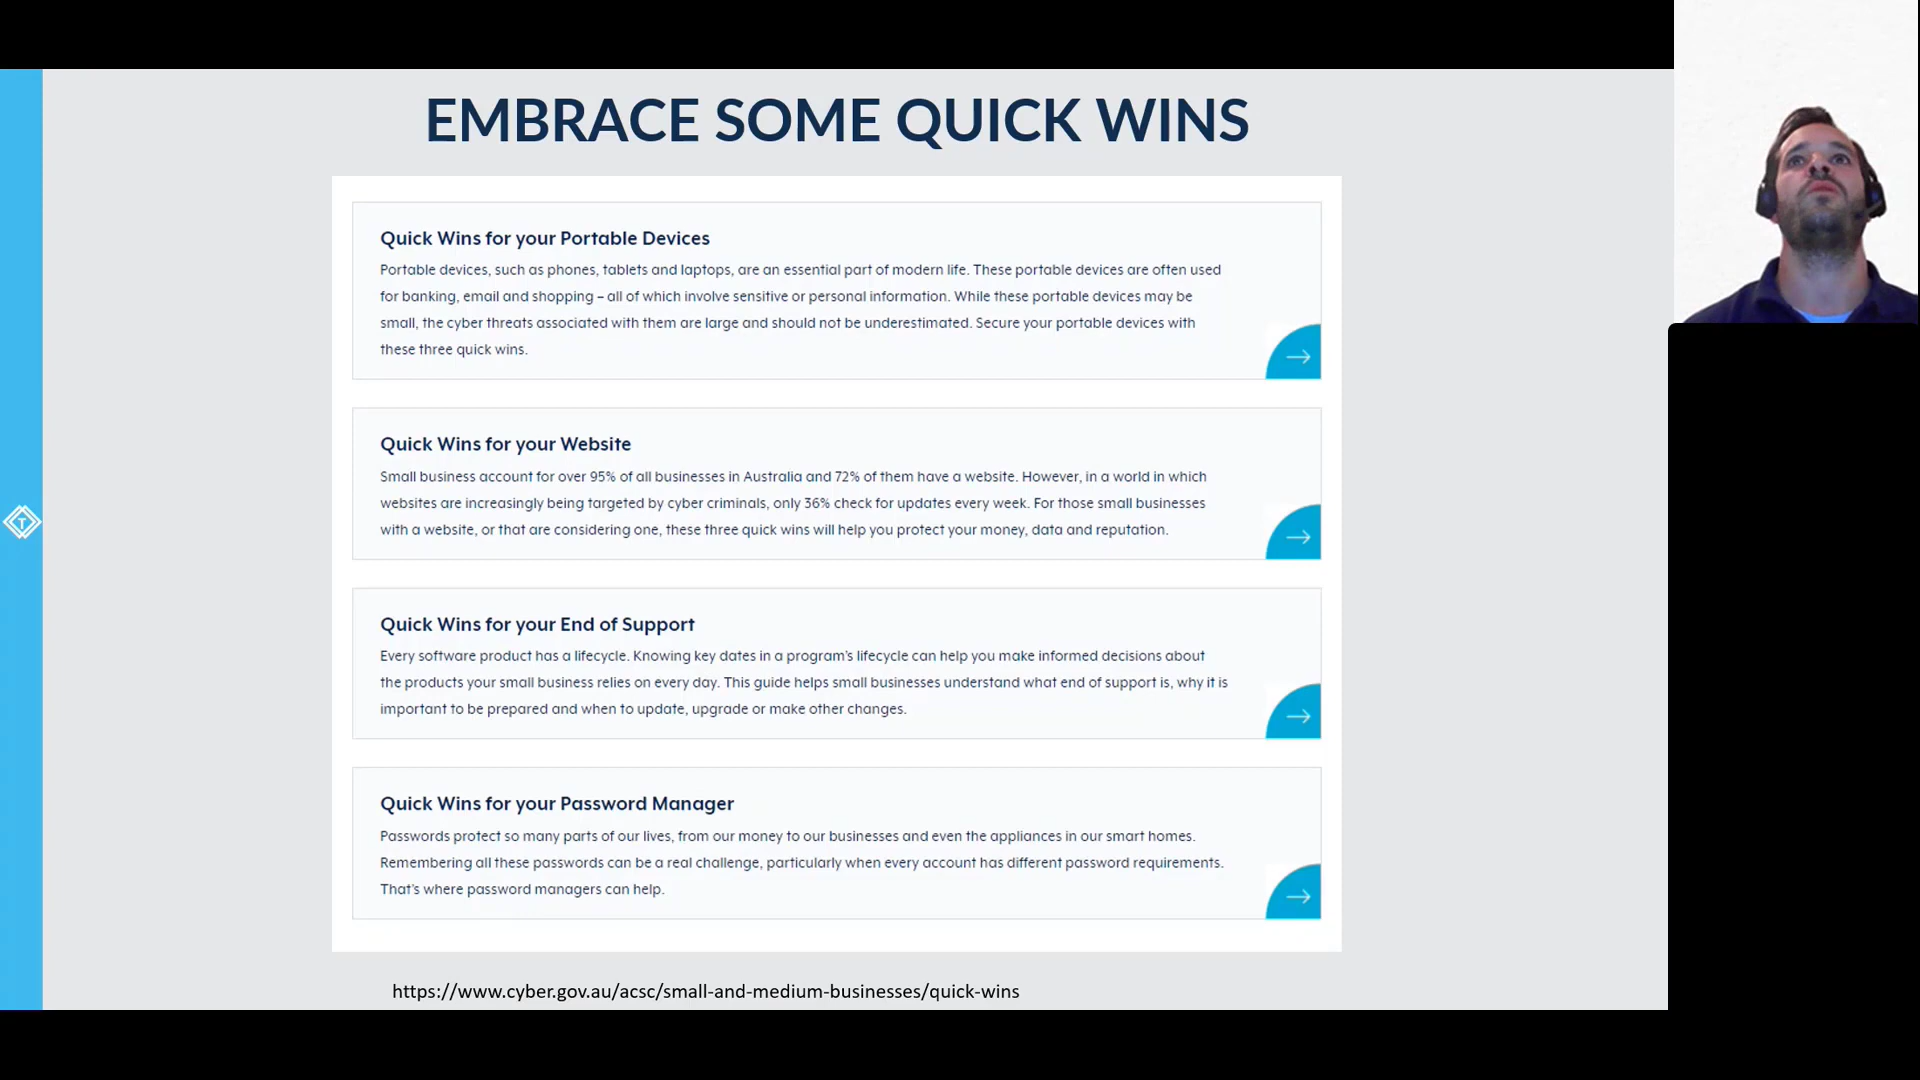 EMBRACE SOME QUICK WINS
Quick Wins for your Portable Devices
Portable devices, such as phones, tablets and laptops, are an essential part of modern life. These portable devices are often used
for banking, email and shopping – all of which involve sensitive or personal information. While these portable devices may be
small, the cyber threats associated with them are large and should not be underestimated. Secure your portable devices with
these three quick wins.
Quick Wins for your Website
Small business account for over 95% of all businesses in Australia and 72% of them have a website. However, in a world in which
websites are increasingly being targeted by cyber criminals, only 36% check for updates every week. For those small businesses
with a website, or that are considering one, these three quick wins will help you protect your money, data and reputation.
Quick Wins for your End of Support
Every software product has a lifecycle. Knowing key dates in a program's lifecycle can help you make informed decisions about
the products your small business relies on every day. This guide helps small businesses understand what end of support is, why it is
important to be prepared and when to update, upgrade or make other changes.
Quick Wins for your Password Manager
Passwords protect so many parts of our lives, from our money to our businesses and even the appliances in our smart homes.
Remembering all these passwords can be a real challenge, particularly when every account has different password requirements.
That's where password managers can help.
https://www.cyber.gov.au/acsc/small-and-medium-businesses/quick-wins
T